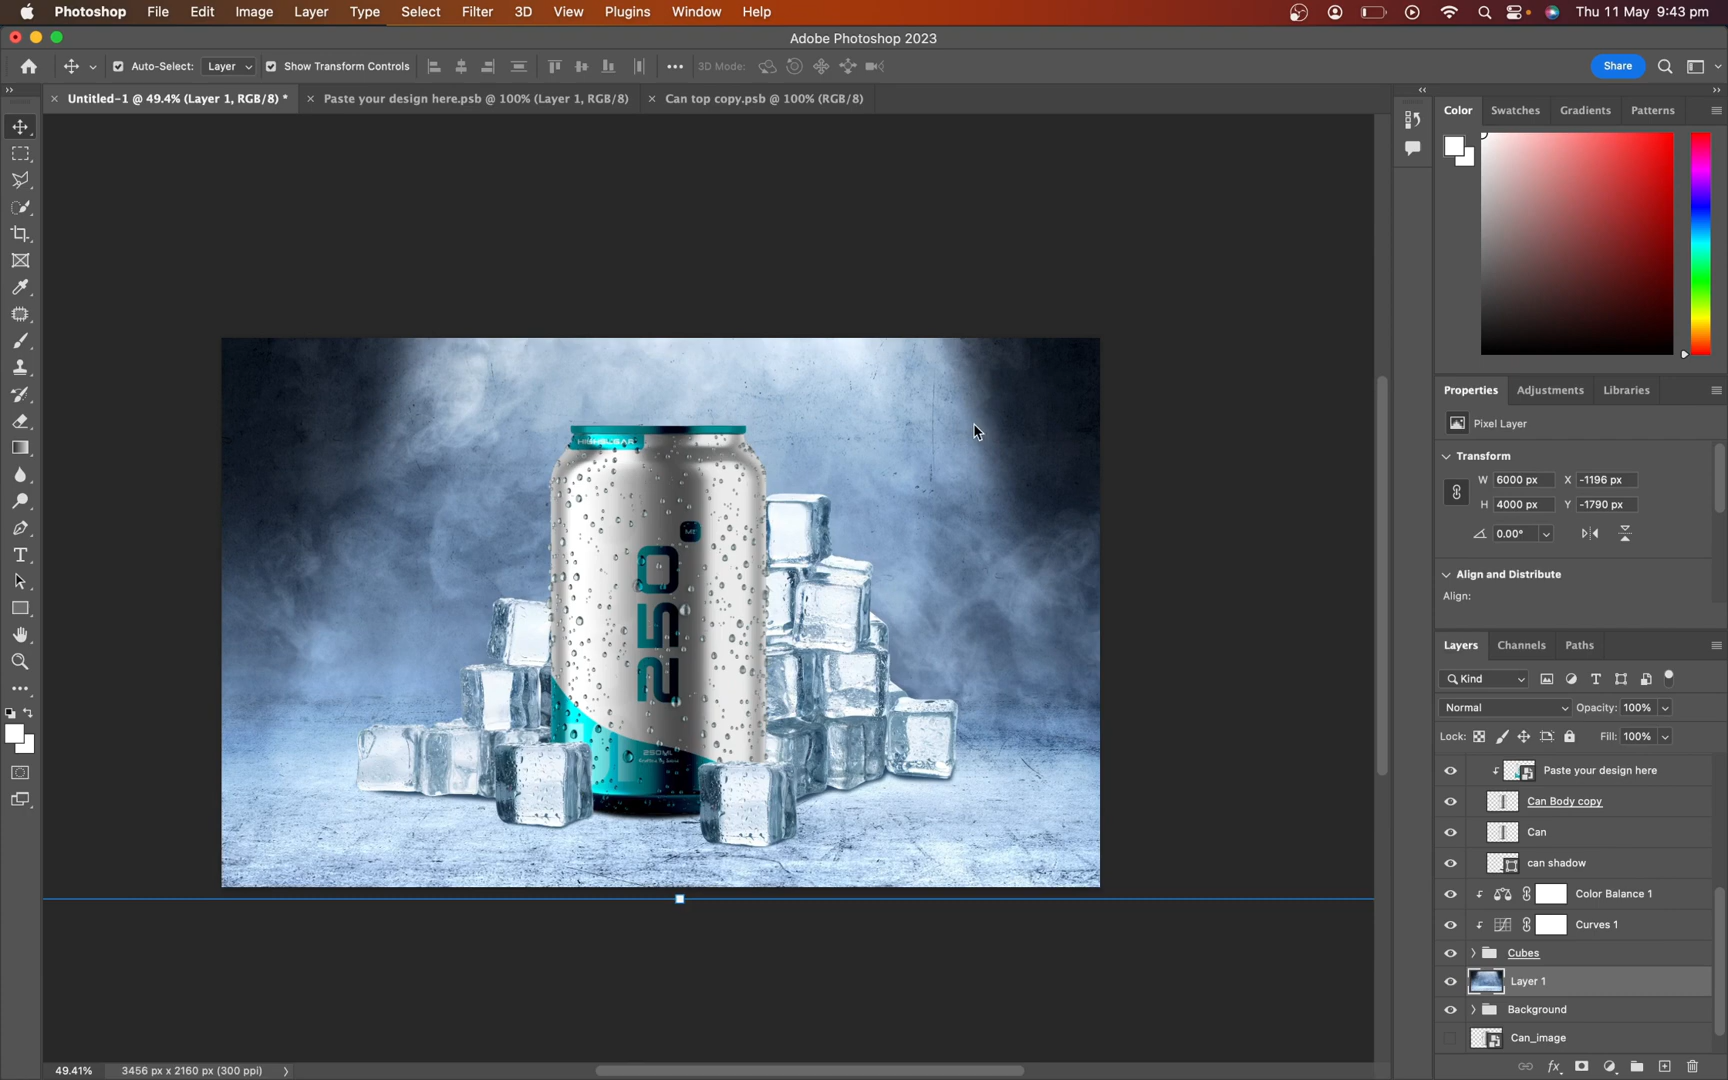 Photoshop File Edit Image Layer Type Select Filter 3D View Plugins Window Help Thu 11 May 9:43 pm
Adobe Photoshop 2023
Auto-Select: Layer Show Transform Controls 3D Mode: Share
Untitled-1 @ 49.4% (Layer 1, RGB/8) * Paste your design here.psb @ 100% (Layer 1, RGB/8) Can top copy.psb @ 100% (RGB/8)
Color Swatches Gradients Patterns
Properties Adjustments Libraries
Pixel Layer
Transform
W 6000 px X -1196 px
H 4000 px Y -1790 px
0.00°
Align and Distribute
Align:
250
250ML
Layers Channels Paths
Kind
Normal Opacity: 100%
Lock: Fill: 100%
Paste your design here
Can Body copy
Can
can shadow
Color Balance 1
Curves 1
Cubes
Layer 1
Background
Can_image
49.41% 3456 px x 2160 px (300 ppi)